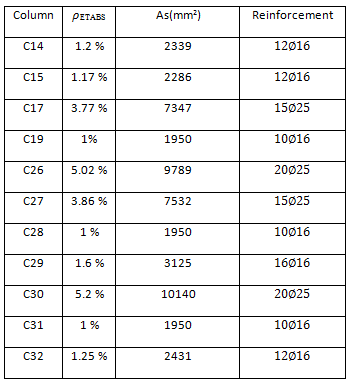 Column ρETABS As(mm²) Reinforcement
C14 1.2 % 2339 12Ø16
C15 1.17 % 2286 12Ø16
C17 3.77 % 7347 15Ø25
C19 1% 1950 10Ø16
C26 5.02 % 9789 20Ø25
C27 3.86 % 7532 15Ø25
C28 1 % 1950 10Ø16
C29 1.6 % 3125 16Ø16
C30 5.2 % 10140 20Ø25
C31 1 % 1950 10Ø16
C32 1.25 % 2431 12Ø16